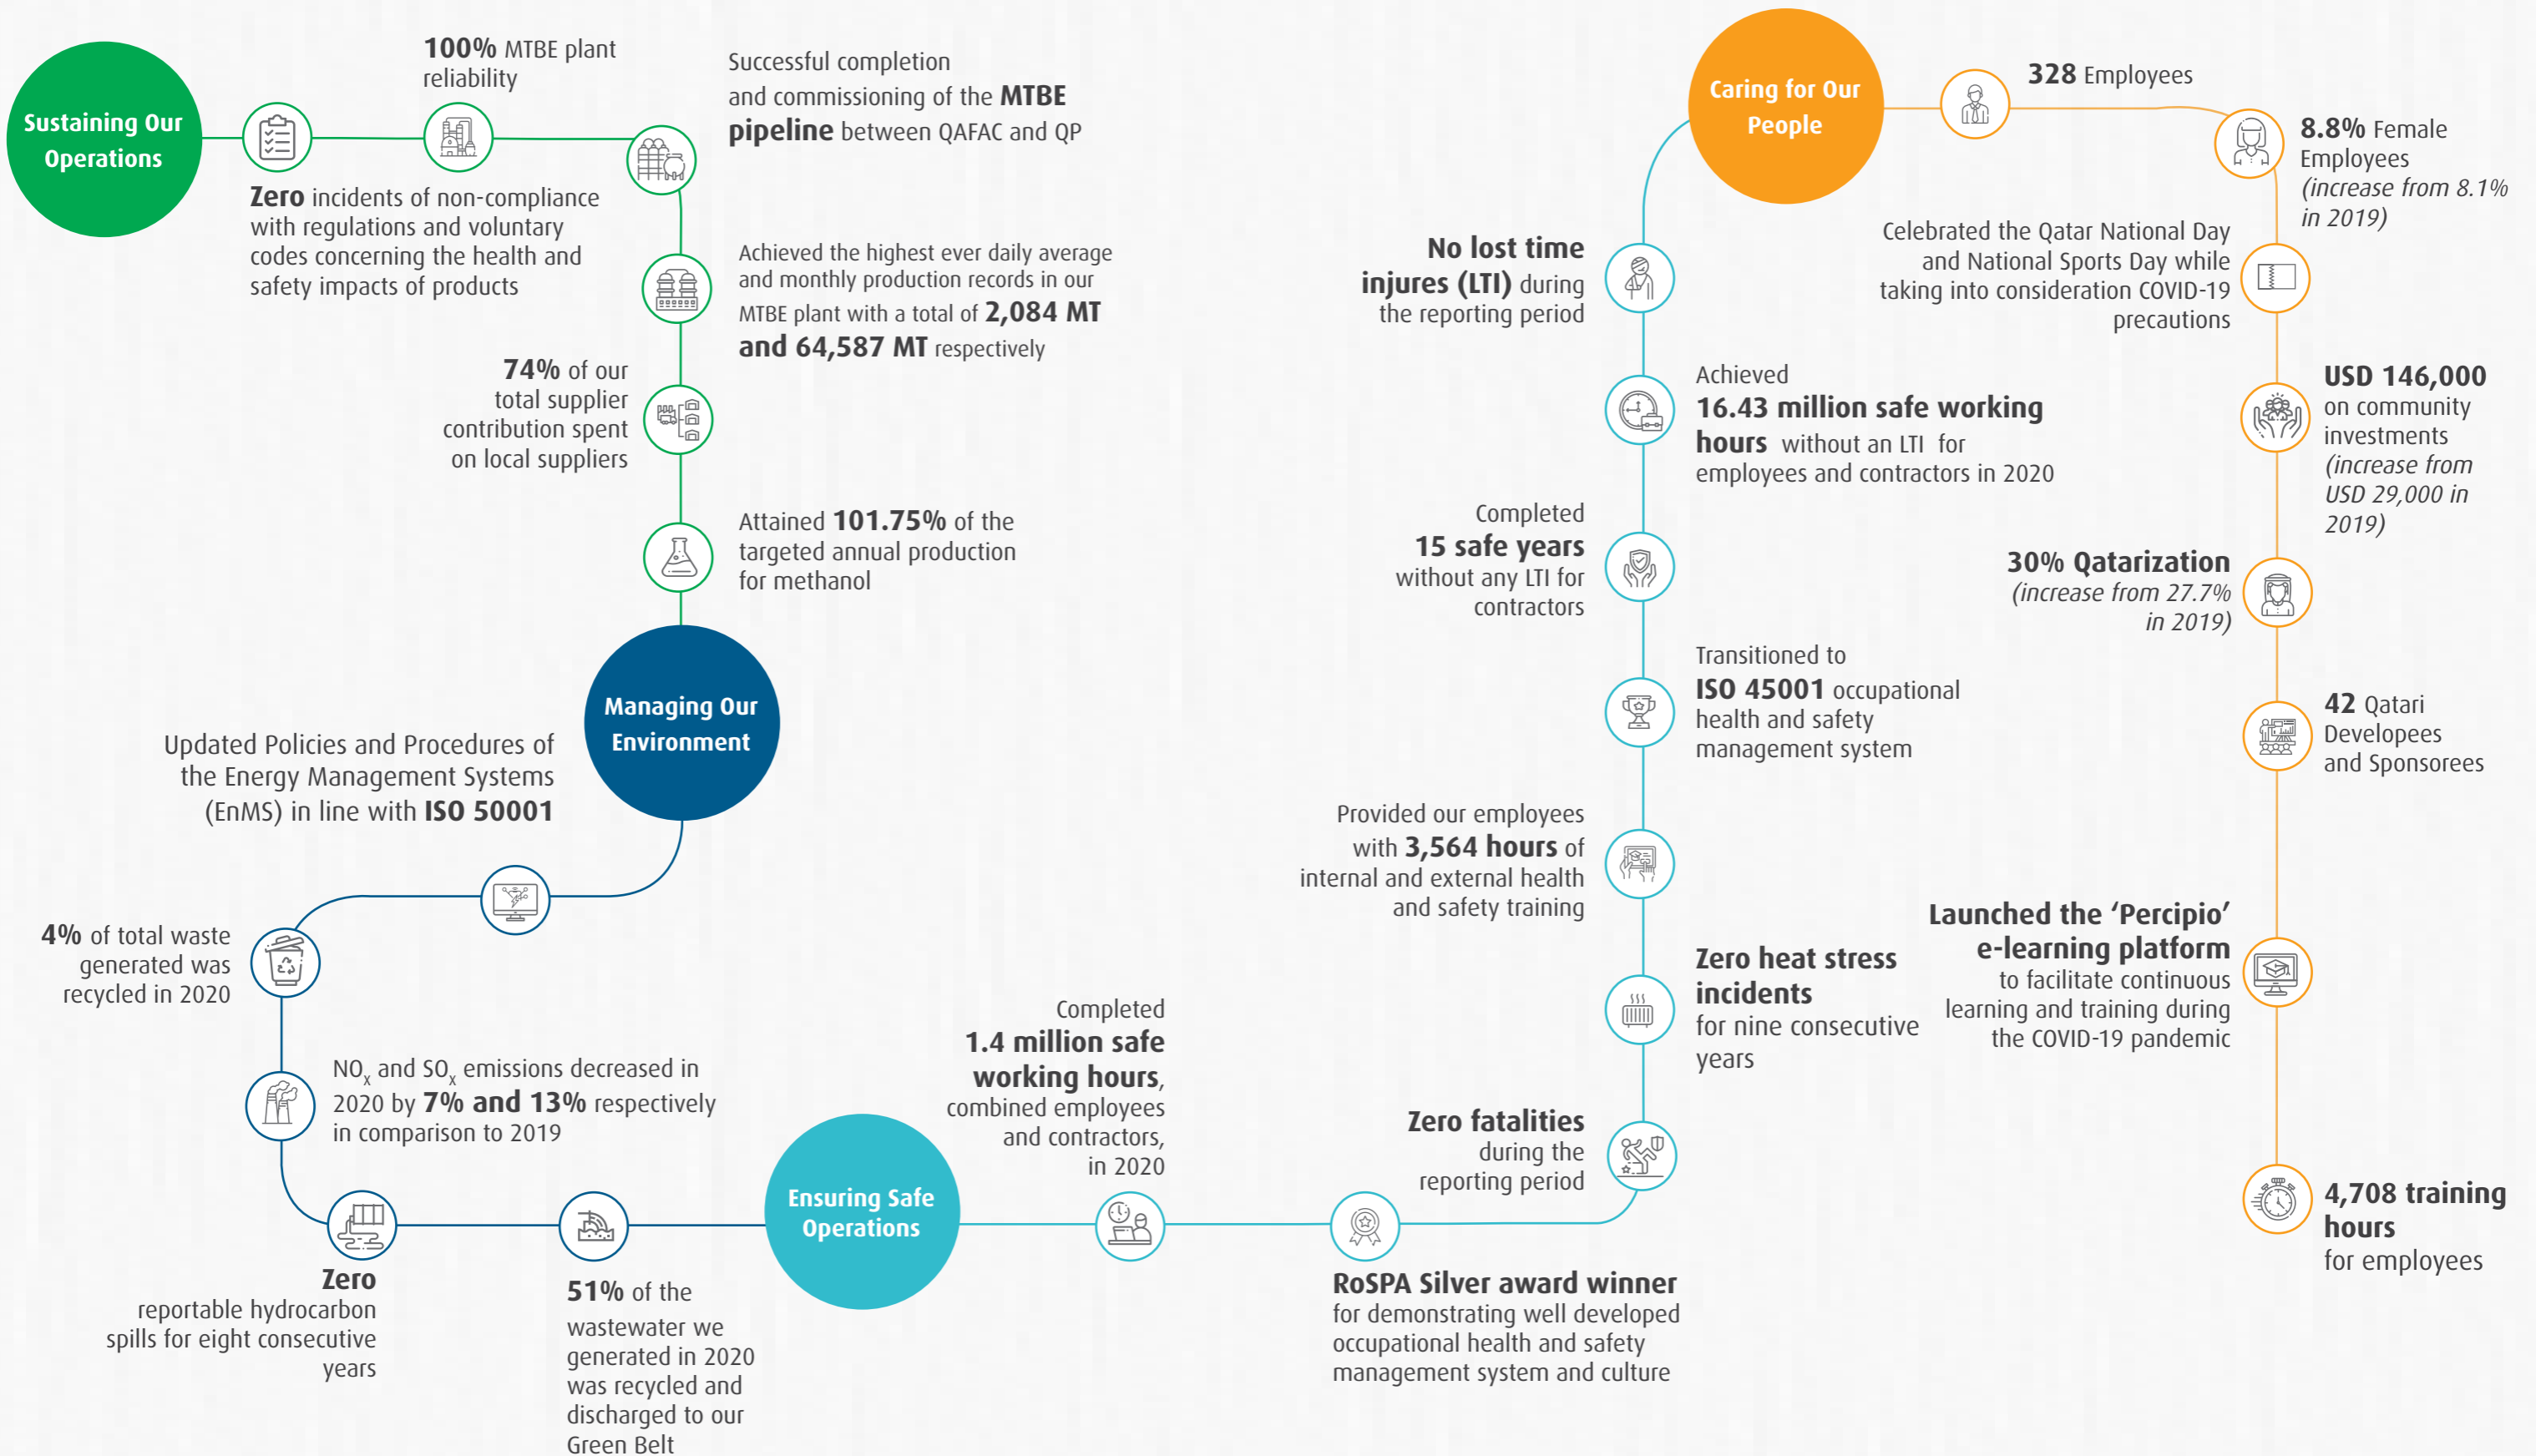 Sustaining Our
Operations
100% MTBE plant
reliability
Zero incidents of non-compliance
with regulations and voluntary
codes concerning the health and
safety impacts of products
Successful completion
and commissioning of the MTBE
pipeline between QAFAC and QP
Achieved the highest ever daily average
and monthly production records in our
MTBE plant with a total of 2,084 MT
and 64,587 MT respectively
74% of our
total supplier
contribution spent
on local suppliers
Attained 101.75% of the
targeted annual production
for methanol
Managing Our
Environment
Updated Policies and Procedures of
the Energy Management Systems
(EnMS) in line with ISO 50001
4% of total waste
generated was
recycled in 2020
NOx and SOx emissions decreased in
2020 by 7% and 13% respectively
in comparison to 2019
Zero
reportable hydrocarbon
spills for eight consecutive
years
51% of the
wastewater we
generated in 2020
was recycled and
discharged to our
Green Belt
Ensuring Safe
Operations
Completed
1.4 million safe
working hours,
combined employees
and contractors,
in 2020
RoSPA Silver award winner
for demonstrating well developed
occupational health and safety
management system and culture
Zero fatalities
during the
reporting period
Zero heat stress
incidents
for nine consecutive
years
Provided our employees
with 3,564 hours of
internal and external health
and safety training
Transitioned to
ISO 45001 occupational
health and safety
management system
Completed
15 safe years
without any LTI for
contractors
Achieved
16.43 million safe working
hours without an LTI for
employees and contractors in 2020
No lost time
injures (LTI) during
the reporting period
Caring for Our
People
328 Employees
8.8% Female
Employees
(increase from 8.1%
in 2019)
Celebrated the Qatar National Day
and National Sports Day while
taking into consideration COVID-19
precautions
USD 146,000
on community
investments
(increase from
USD 29,000 in
2019)
30% Qatarization
(increase from 27.7%
in 2019)
42 Qatari
Developees
and Sponsorees
Launched the ‘Percipio’
e-learning platform
to facilitate continuous
learning and training during
the COVID-19 pandemic
4,708 training
hours
for employees